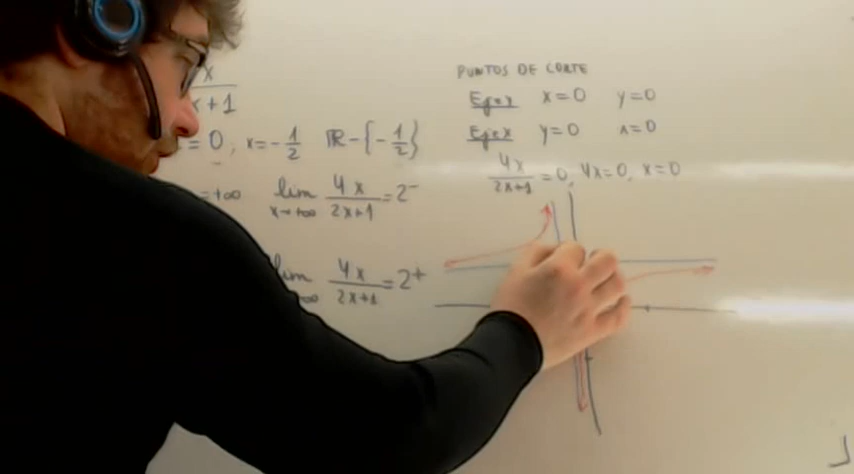 x
x+1
= 0, x = - 1/2 ℝ - {- 1/2}
= +∞ lim x→+∞ 4x/2x+1 = 2⁻
lim ∞ 4x/2x+1 = 2⁺
PUNTOS DE CORTE
Eje y x=0 y=0
Eje x y=0 x=0
4x/2x+1 = 0, 4x=0, x=0